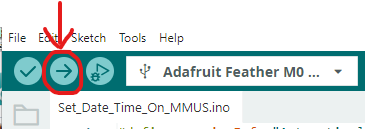 File Edit Sketch Tools Help
Adafruit Feather M0 ...
Set_Date_Time_On_MMUS.ino